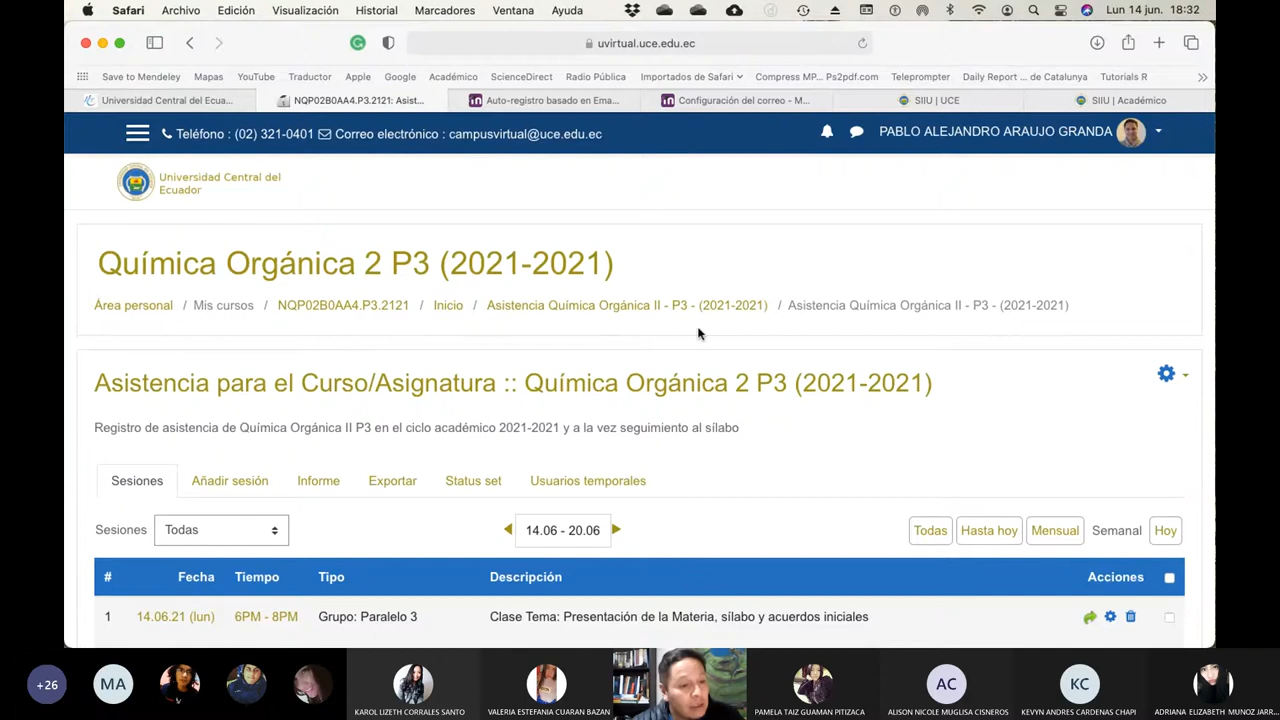 Safari Archivo Edición Visualización Historial Marcadores Ventana Ayuda Lun 14 jun. 18:32
uvirtual.uce.edu.ec
Save to Mendeley Mapas YouTube Traductor Apple Google Académico ScienceDirect Radio Pública Importados de Safari Compress MP... Ps2pdf.com Teleprompter Daily Report ... de Catalunya Tutorials R
Universidad Central del Ecua... NQP02B0AA4.P3.2121: Asist... Auto-registro basado en Ema... Configuración del correo - M... SIIU | UCE SIIU | Académico
Teléfono : (02) 321-0401 Correo electrónico : campusvirtual@uce.edu.ec PABLO ALEJANDRO ARAUJO GRANDA
Universidad Central del
Ecuador
Química Orgánica 2 P3 (2021-2021)
Área personal / Mis cursos / NQP02B0AA4.P3.2121 / Inicio / Asistencia Química Orgánica II - P3 - (2021-2021) / Asistencia Química Orgánica II - P3 - (2021-2021)
Asistencia para el Curso/Asignatura :: Química Orgánica 2 P3 (2021-2021)
Registro de asistencia de Química Orgánica II P3 en el ciclo académico 2021-2021 y a la vez seguimiento al sílabo
Sesiones Añadir sesión Informe Exportar Status set Usuarios temporales
Sesiones Todas 14.06 - 20.06 Todas Hasta hoy Mensual Semanal Hoy
# Fecha Tiempo Tipo Descripción Acciones
1 14.06.21 (lun) 6PM - 8PM Grupo: Paralelo 3 Clase Tema: Presentación de la Materia, sílabo y acuerdos iniciales
+26 MA AC KC
KAROL LIZETH CORRALES SANTO VALERIA ESTEFANIA CUARAN BAZAN PAMELA TAIZ GUAMAN PITIZACA ALISON NICOLE MUGLISA CISNEROS KEVYN ANDRES CARDENAS CHAPI ADRIANA ELIZABETH MUNOZ JARR...